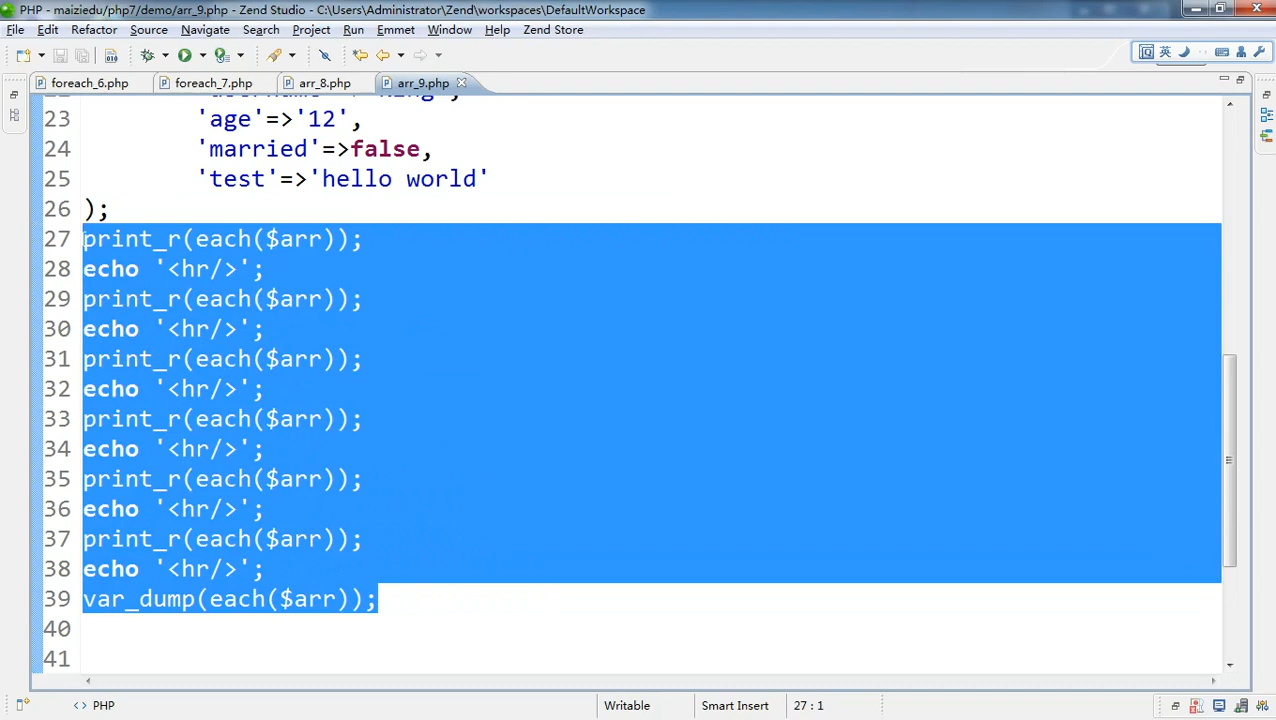 PHP - maiziedu/php7/demo/arr_9.php - Zend Studio - C:\Users\Administrator\Zend\workspaces\DefaultWorkspace
File Edit Refactor Source Navigate Search Project Run Emmet Window Help Zend Store
英
foreach_6.php foreach_7.php arr_8.php arr_9.php
23 'age'=>'12',
24 'married'=>false,
25 'test'=>'hello world'
26 );
27 print_r(each($arr));
28 echo '<hr/>';
29 print_r(each($arr));
30 echo '<hr/>';
31 print_r(each($arr));
32 echo '<hr/>';
33 print_r(each($arr));
34 echo '<hr/>';
35 print_r(each($arr));
36 echo '<hr/>';
37 print_r(each($arr));
38 echo '<hr/>';
39 var_dump(each($arr));
40
41
<> PHP Writable Smart Insert 27 : 1